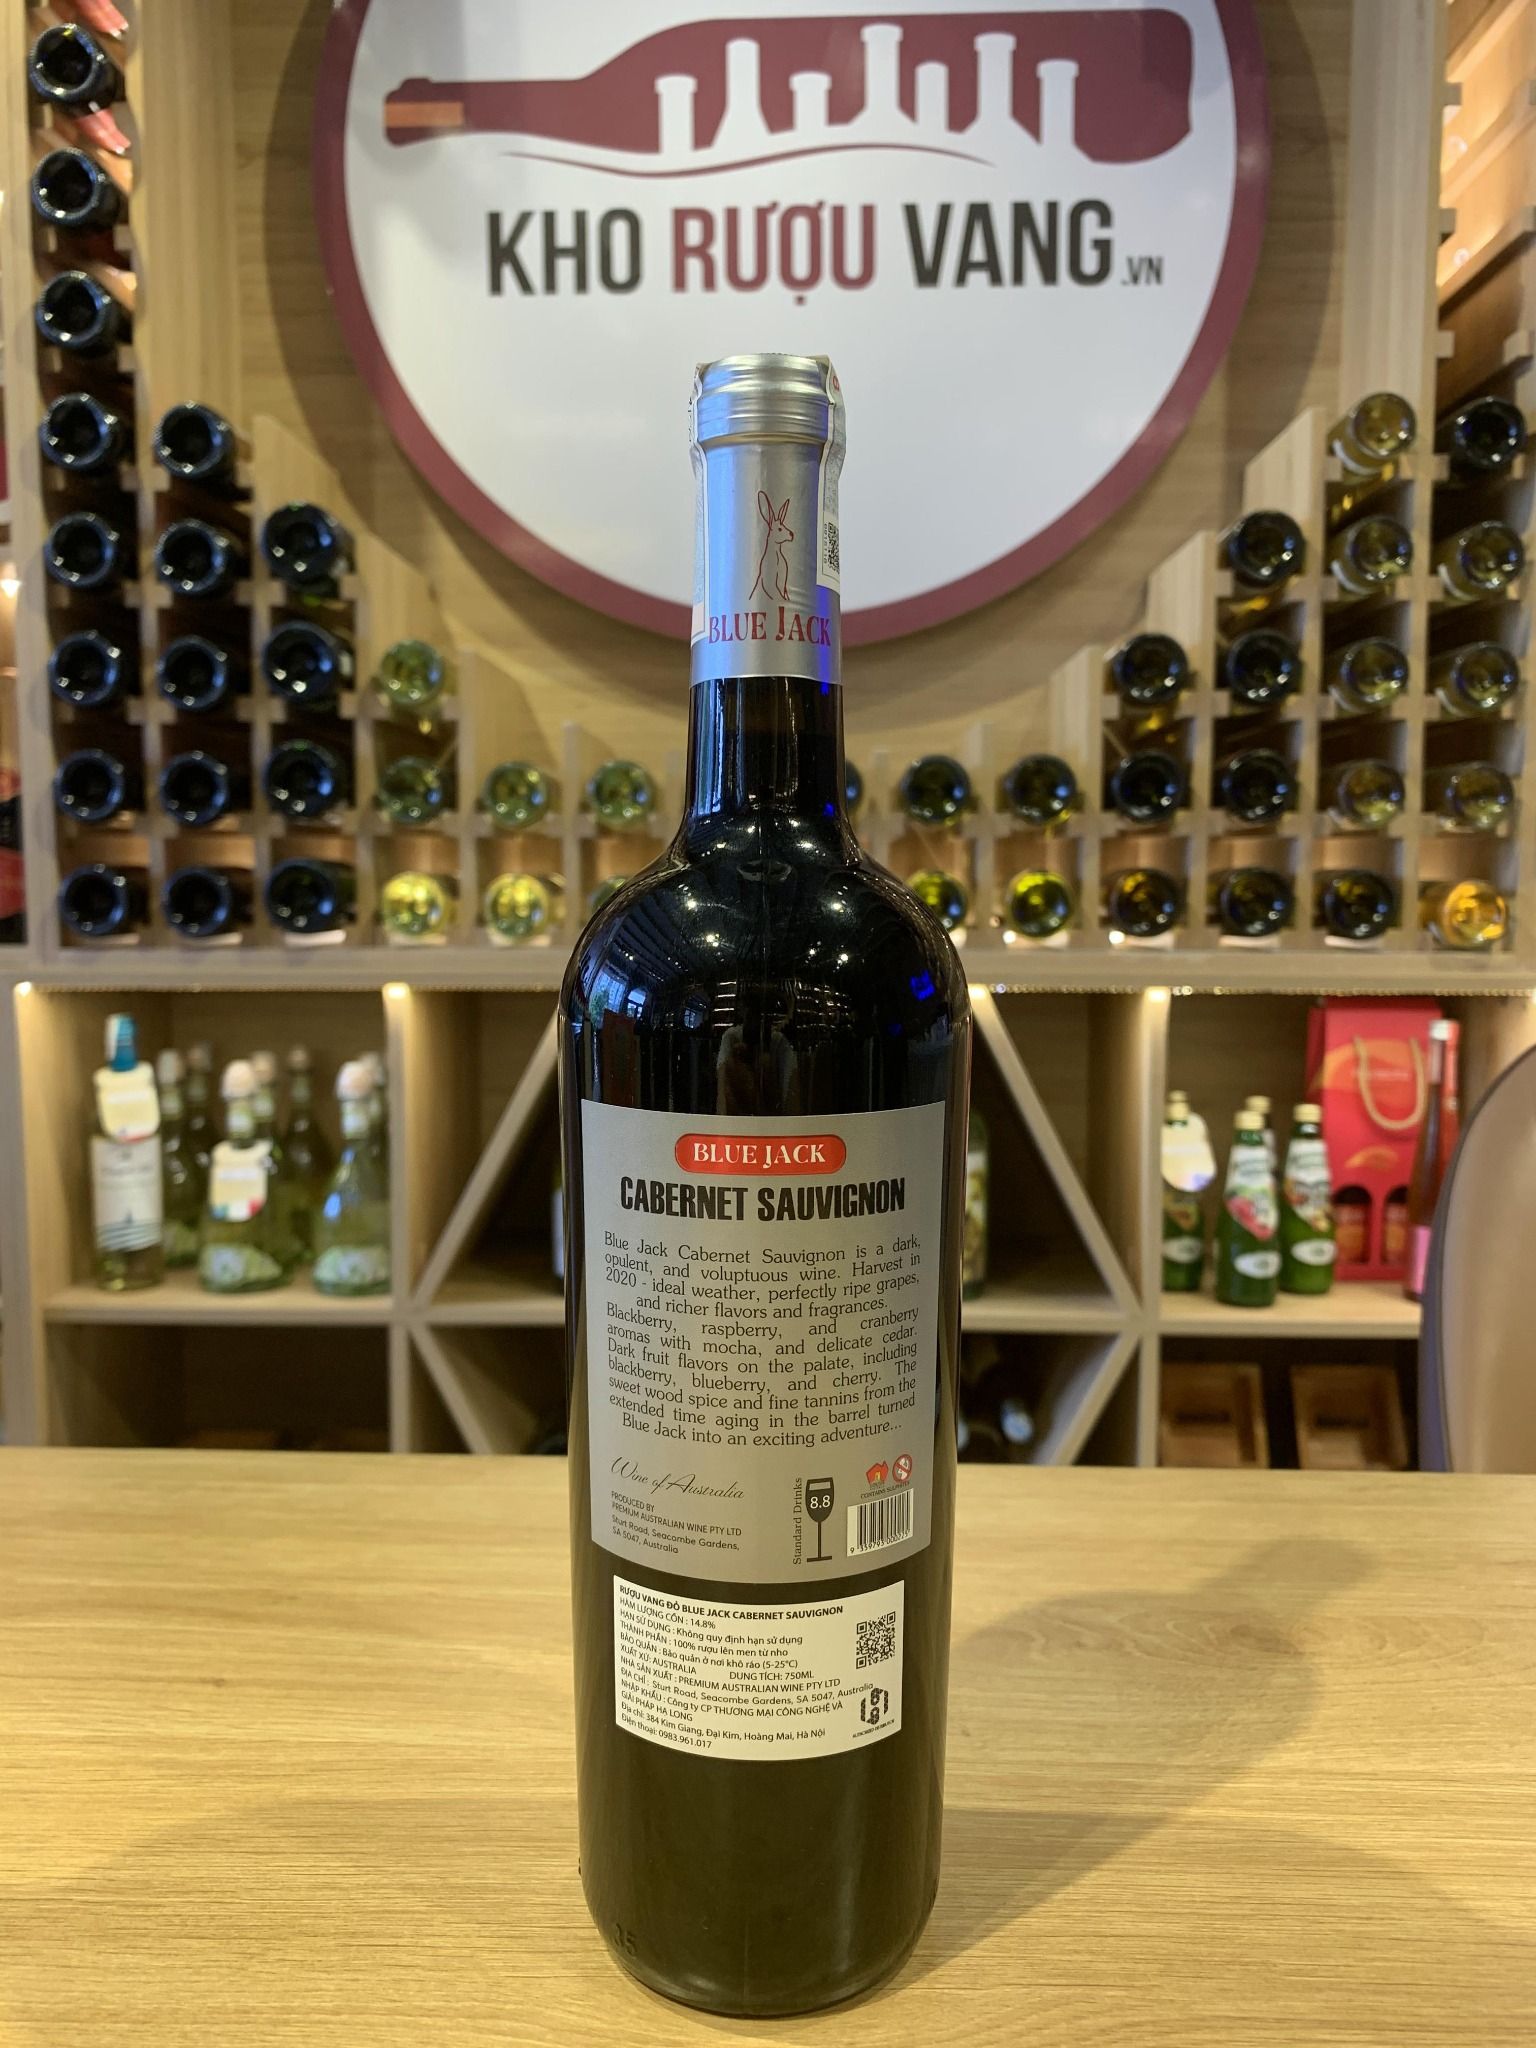 KHO RƯỢU VANG.VN
BLUE JACK
BLUE JACK
CABERNET SAUVIGNON
Blue Jack Cabernet Sauvignon is a dark,
opulent, and voluptuous wine. Harvest in
2020 - ideal weather, perfectly ripe grapes,
and richer flavors and fragrances.
Blackberry, raspberry, and cranberry
aromas with mocha, and delicate cedar.
Dark fruit flavors on the palate, including
blackberry, blueberry, and cherry. The
sweet wood spice and fine tannins from the
extended time aging in the barrel turned
Blue Jack into an exciting adventure...
Wine of Australia
PRODUCED BY
PREMIUM AUSTRALIAN WINE PTY LTD
Sturt Road, Seacombe Gardens,
SA 5047, Australia
Standard Drinks
8.8
CONTAINS SULPHITES
9 359793 000275
RƯỢU VANG ĐỎ BLUE JACK CABERNET SAUVIGNON
HÀM LƯỢNG CỒN : 14.8%
HẠN SỬ DỤNG : Không quy định hạn sử dụng
THÀNH PHẦN : 100% rượu lên men từ nho
BẢO QUẢN : Bảo quản ở nơi khô ráo (5-25°C)
XUẤT XỨ: AUSTRALIA DUNG TÍCH: 750ML
NHÀ SẢN XUẤT : PREMIUM AUSTRALIAN WINE PTY LTD
ĐỊA CHỈ : Sturt Road, Seacombe Gardens, SA 5047, Australia
NHẬP KHẨU : Công ty CP THƯƠNG MẠI CÔNG NGHỆ VÀ
GIẢI PHÁP HẠ LONG
Địa chỉ: 384 Kim Giang, Đại Kim, Hoàng Mai, Hà Nội
Điện thoại: 0983.961.017
35